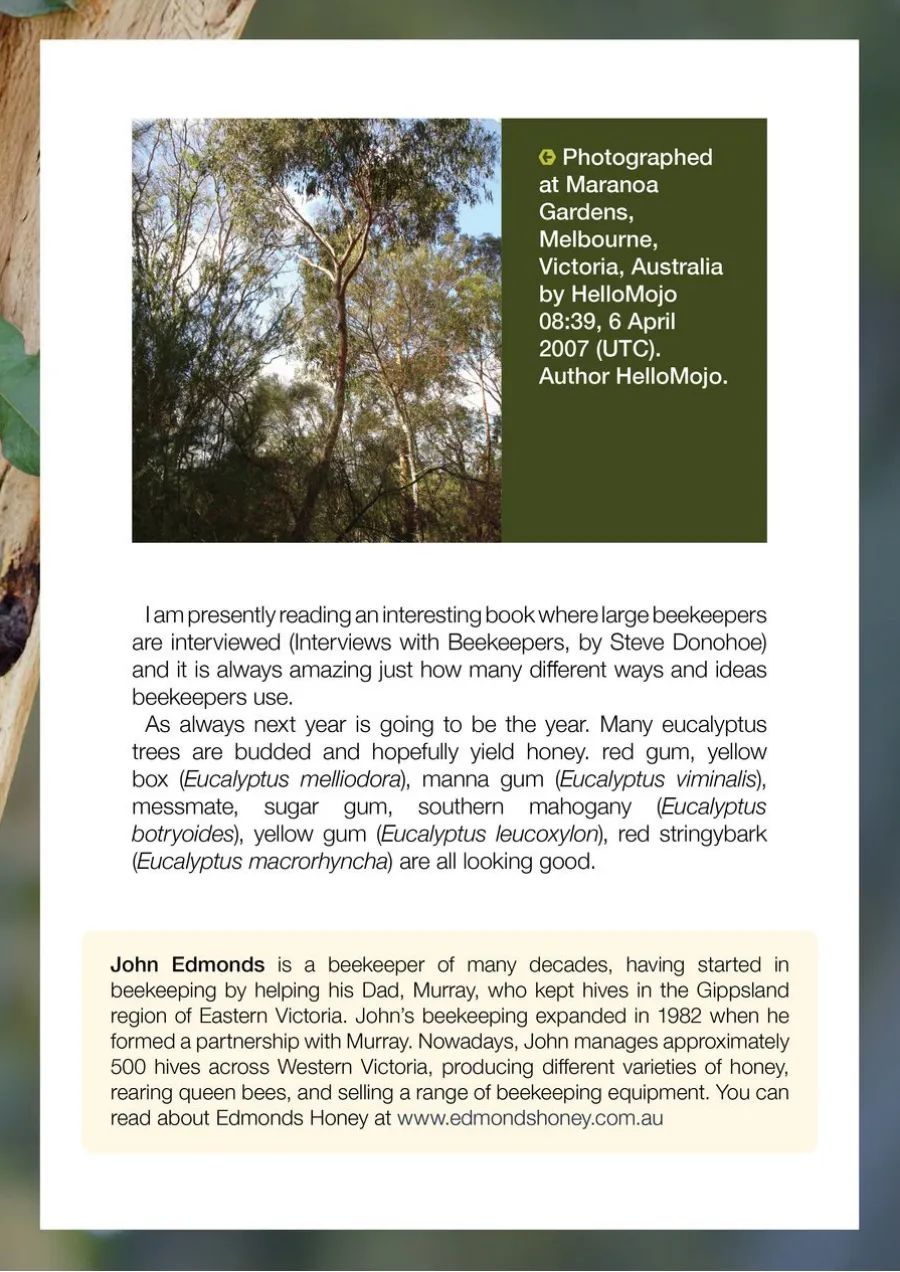 Photographed
at Maranoa
Gardens,
Melbourne,
Victoria, Australia
by HelloMojo
08:39, 6 April
2007 (UTC).
Author HelloMojo.
I am presently reading an interesting book where large beekeepers
are interviewed (Interviews with Beekeepers, by Steve Donohoe)
and it is always amazing just how many different ways and ideas
beekeepers use.
As always next year is going to be the year. Many eucalyptus
trees are budded and hopefully yield honey. red gum, yellow
box (Eucalyptus melliodora), manna gum (Eucalyptus viminalis),
messmate, sugar gum, southern mahogany (Eucalyptus
botryoides), yellow gum (Eucalyptus leucoxylon), red stringybark
(Eucalyptus macrorhyncha) are all looking good.
John Edmonds is a beekeeper of many decades, having started in
beekeeping by helping his Dad, Murray, who kept hives in the Gippsland
region of Eastern Victoria. John’s beekeeping expanded in 1982 when he
formed a partnership with Murray. Nowadays, John manages approximately
500 hives across Western Victoria, producing different varieties of honey,
rearing queen bees, and selling a range of beekeeping equipment. You can
read about Edmonds Honey at www.edmondshoney.com.au